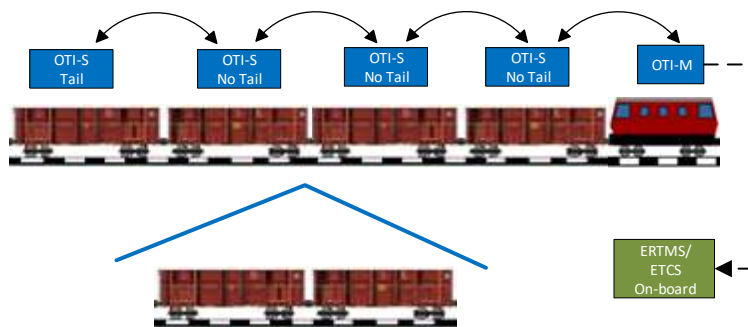 OTI-S
Tail
OTI-S
No Tail
OTI-S
No Tail
OTI-S
No Tail
OTI-M
ERTMS/
ETCS
On-board